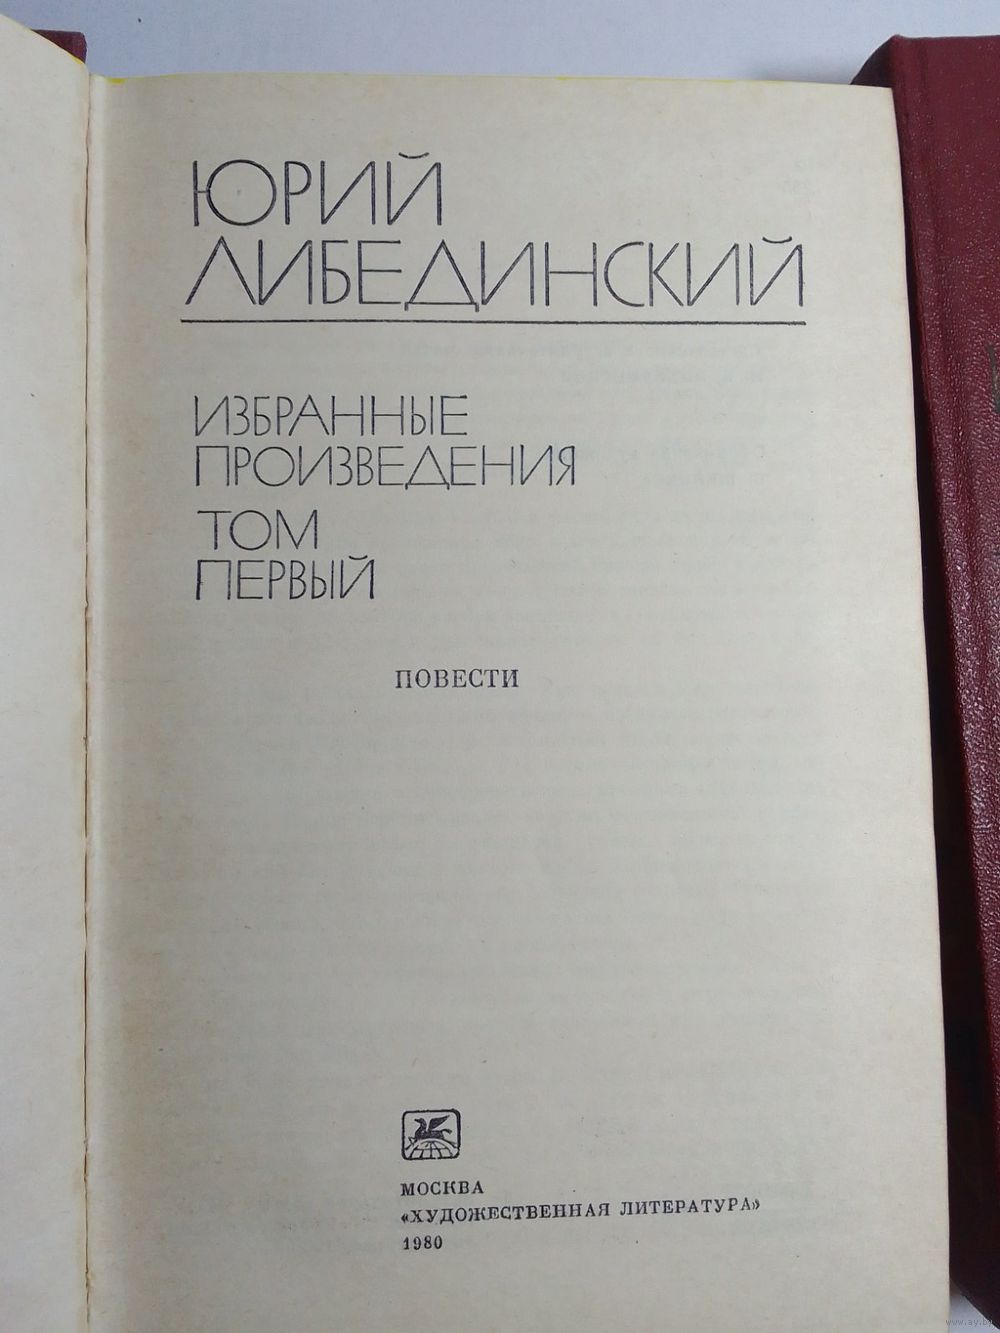 ЮРИЙ
ЛИБЕДИНСКИЙ
ИЗБРАННЫЕ
ПРОИЗВЕДЕНИЯ
ТОМ
ПЕРВЫЙ
ПОВЕСТИ
МОСКВА
«ХУДОЖЕСТВЕННАЯ ЛИТЕРАТУРА»
1980